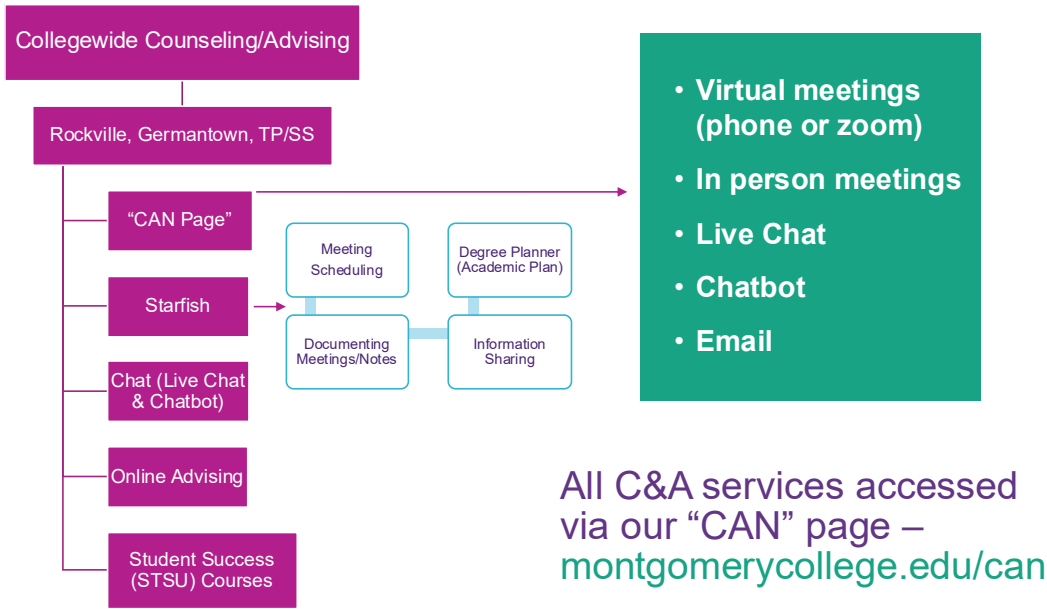 Collegewide Counseling/Advising
Rockville, Germantown, TP/SS
“CAN Page”
Starfish
Chat (Live Chat
& Chatbot)
Online Advising
Student Success
(STSU) Courses
Meeting
Scheduling
Degree Planner
(Academic Plan)
Documenting
Meetings/Notes
Information
Sharing
• Virtual meetings
(phone or zoom)
• In person meetings
• Live Chat
• Chatbot
• Email
All C&A services accessed
via our “CAN” page –
montgomerycollege.edu/can